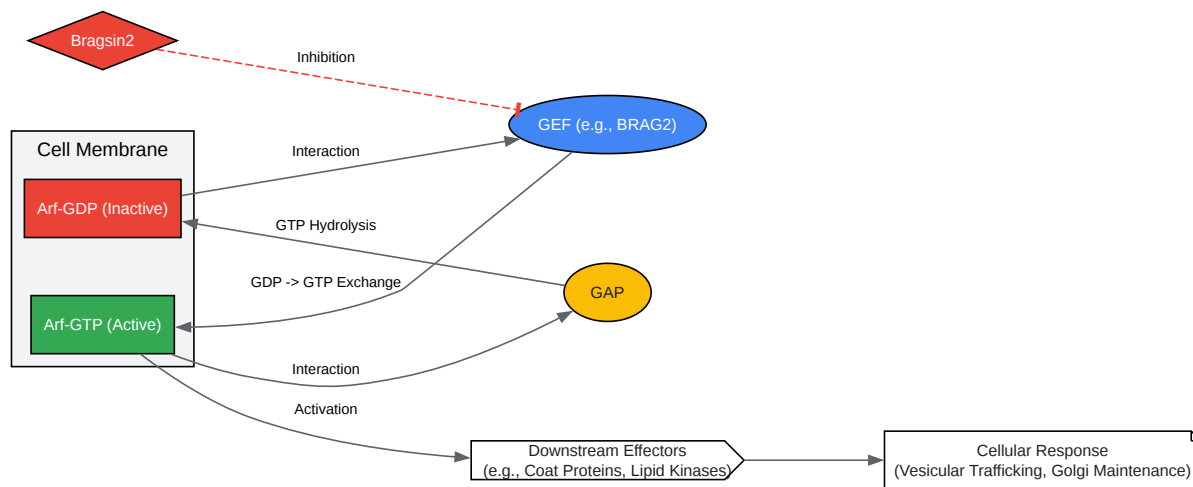 Bragsin2
Inhibition
GEF (e.g., BRAG2)
Cell Membrane
Interaction
Arf-GDP (Inactive)
GTP Hydrolysis
GDP -> GTP Exchange
GAP
Arf-GTP (Active)
Interaction
Activation
Downstream Effectors
(e.g., Coat Proteins, Lipid Kinases)
Cellular Response
(Vesicular Trafficking, Golgi Maintenance)